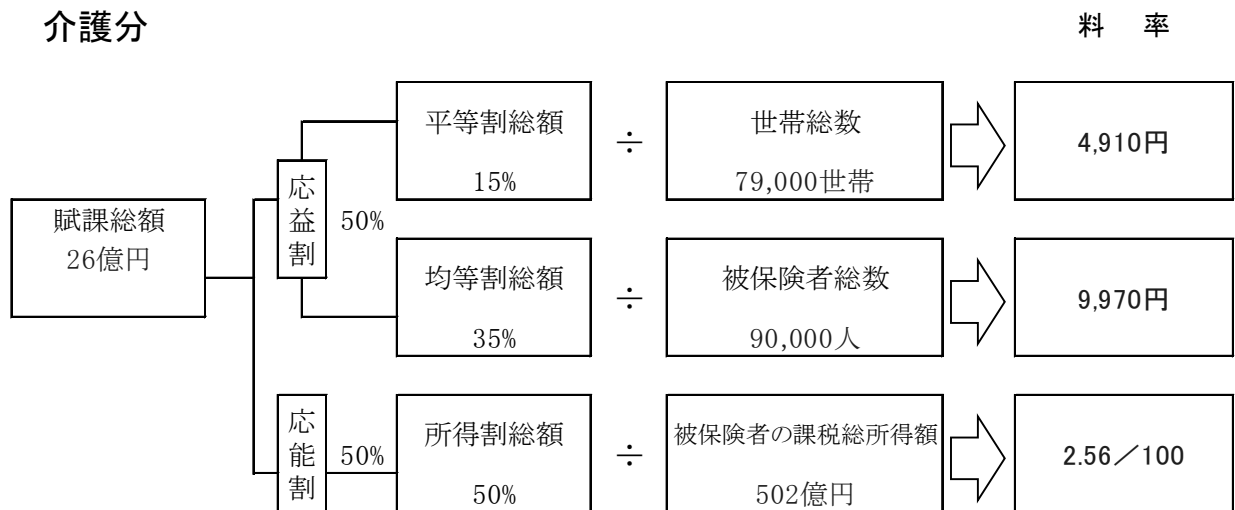 介護分
料 率
賦課総額
26億円
応益割
50%
平等割総額
15%
÷
世帯総数
79,000世帯
4,910円
均等割総額
35%
÷
被保険者総数
90,000人
9,970円
応能割
50%
所得割総額
50%
÷
被保険者の課税総所得額
502億円
2.56／100